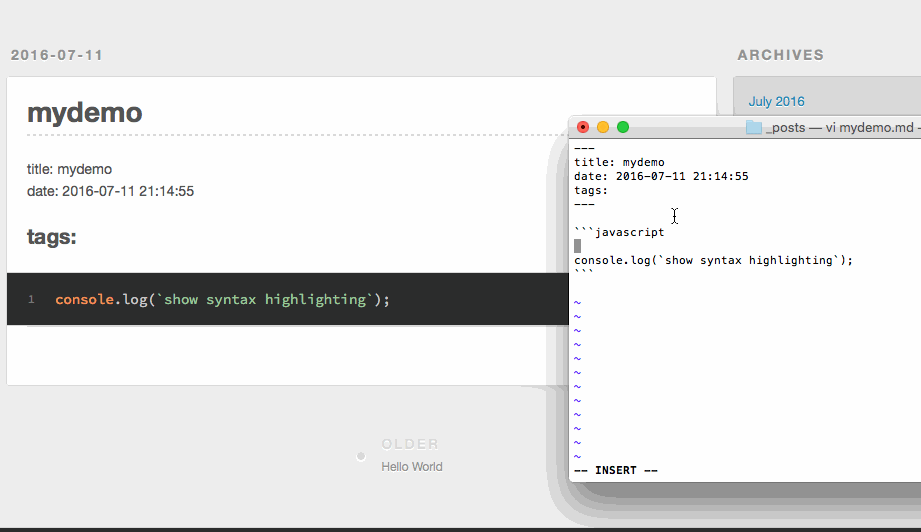 2016-07-11
mydemo
title: mydemo
date: 2016-07-11 21:14:55
tags:
1 console.log(`show syntax highlighting`);
OLDER
Hello World
ARCHIVES
July 2016
_posts — vi mydemo.md -
---
title: mydemo
date: 2016-07-11 21:14:55
tags:
---
```javascript
console.log(`show syntax highlighting`);
```
~
~
~
~
~
~
~
~
~
~
~
~
-- INSERT --